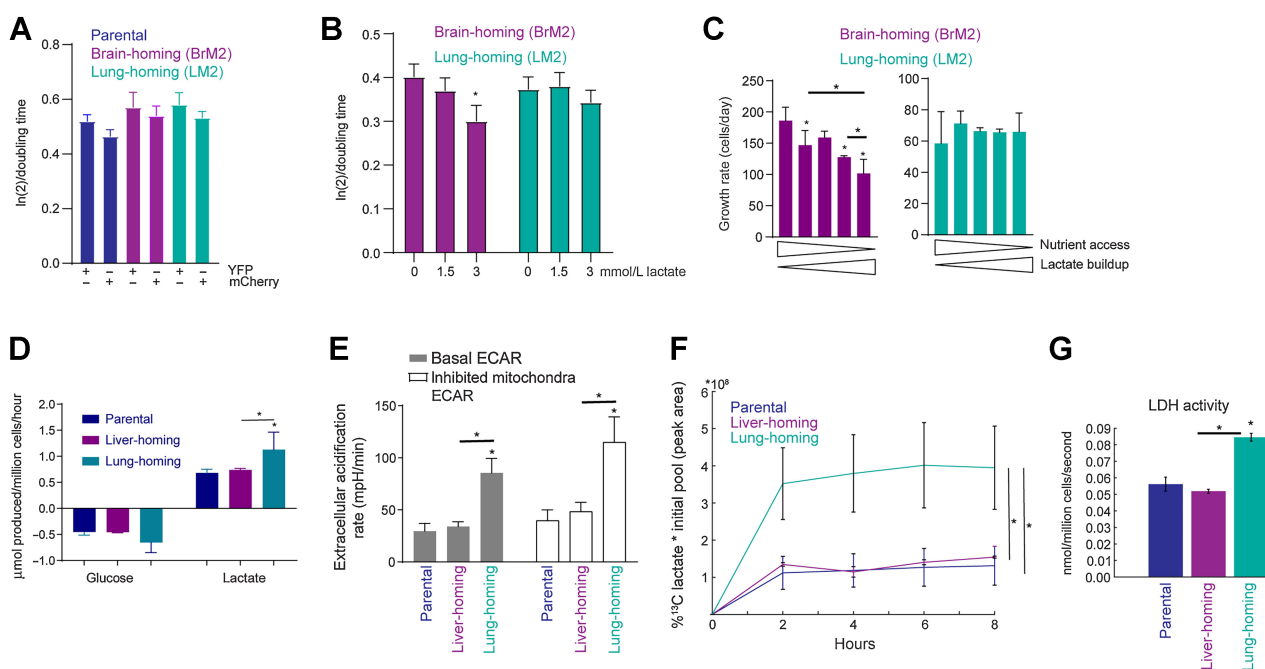 A
Parental
Brain-homing (BrM2)
Lung-homing (LM2)
ln(2)/doubling time
0.8
0.6
0.4
0.2
0.0
+ – + – + – YFP
– + – + – + mCherry
B
Brain-homing (BrM2)
Lung-homing (LM2)
ln(2)/doubling time
0.5
0.4
0.3
0.2
0.1
0.0
*
0 1.5 3 0 1.5 3 mmol/L lactate
C
Brain-homing (BrM2)
Lung-homing (LM2)
Growth rate (cells/day)
250
200
150
100
50
0
* * * * *
100
80
60
40
20
0
Nutrient access
Lactate buildup
D
μmol produced/million cells/hour
2.0
1.5
1.0
0.5
0.0
–0.5
–1.0
Parental
Liver-homing
Lung-homing
*
*
Glucose Lactate
E
Basal ECAR
Inhibited mitochondra
ECAR
Extracellular acidification
rate (mpH/min)
150
100
50
0
* *
* *
Parental
Liver-homing
Lung-homing
Parental
Liver-homing
Lung-homing
F
%¹³C lactate * initial pool (peak area)
*10⁸
6
5
4
3
2
1
Parental
Liver-homing
Lung-homing
* *
0 2 4 6 8
Hours
G
LDH activity
nmol/million cells/second
0.09
0.08
0.07
0.06
0.05
0.04
0.03
0.02
0.01
0.00
* *
Parental
Liver-homing
Lung-homing